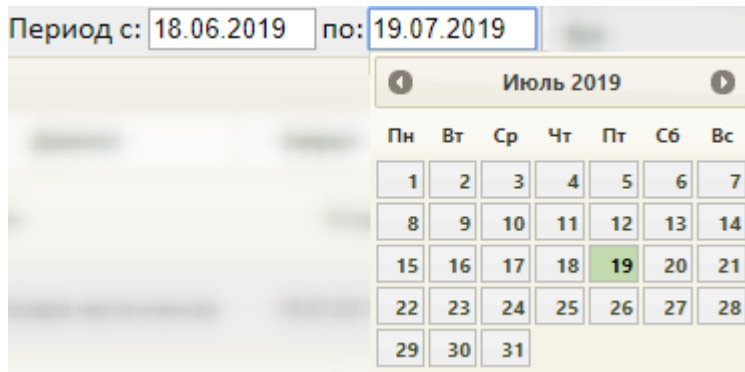 Период с: 18.06.2019 по: 19.07.2019
Июль 2019
Пн Вт Ср Чт Пт Сб Вс
1 2 3 4 5 6 7
8 9 10 11 12 13 14
15 16 17 18 19 20 21
22 23 24 25 26 27 28
29 30 31